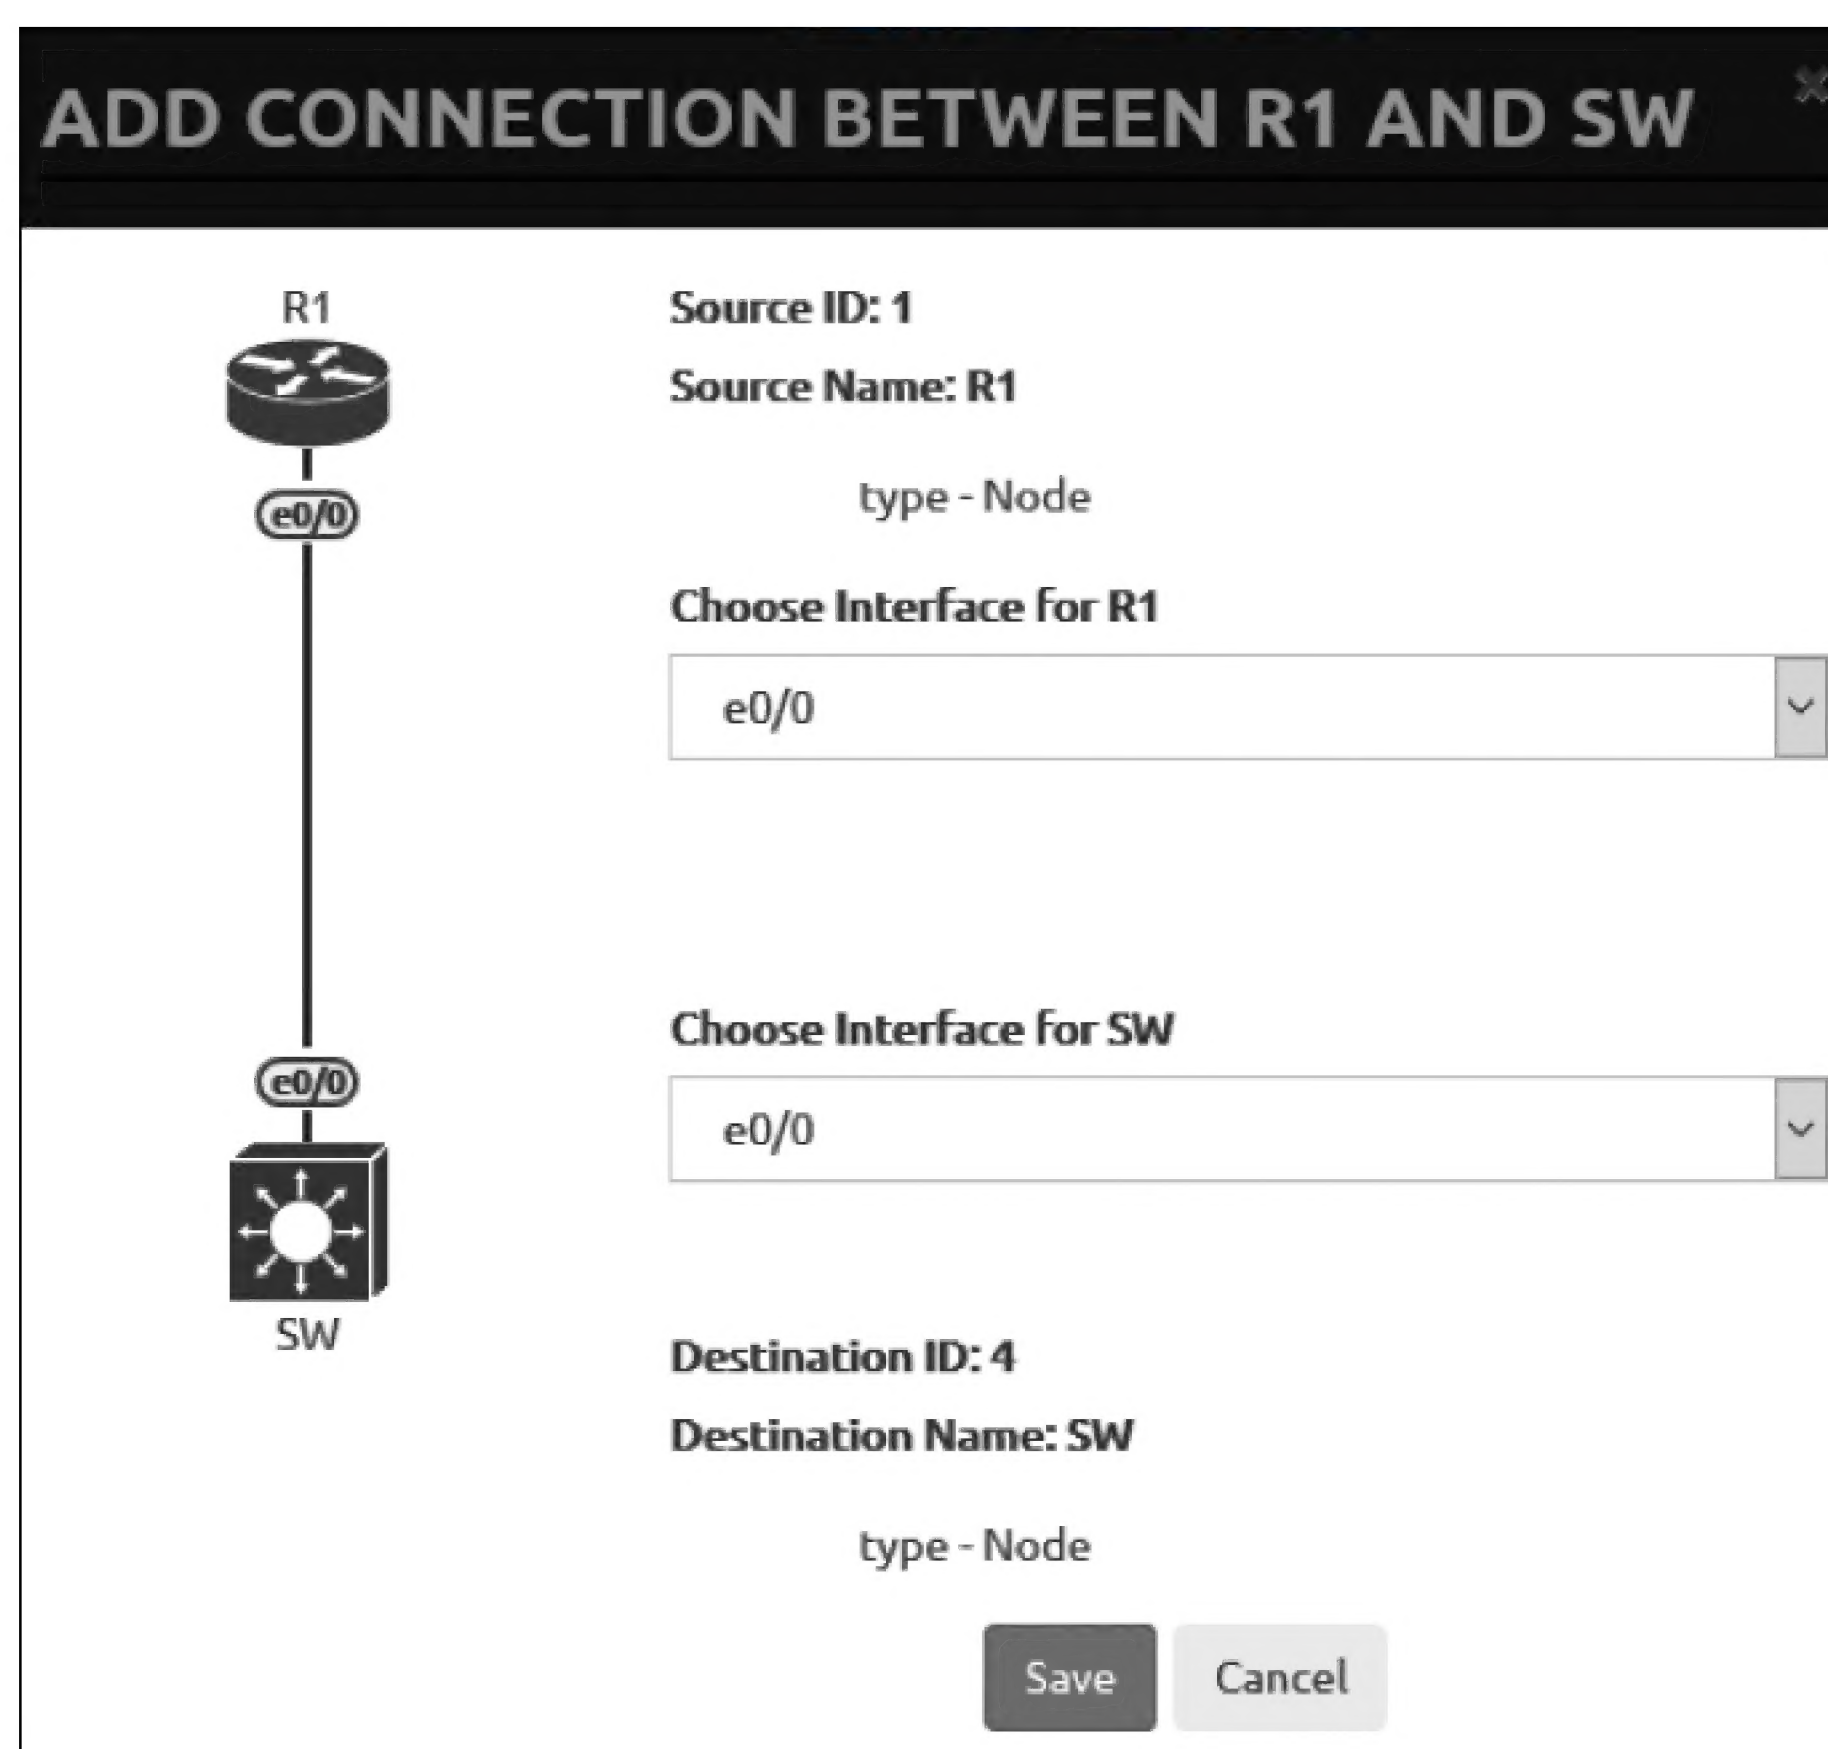 ADD CONNECTION BETWEEN R1 AND SW
R1
Source ID: 1
Source Name: R1
type - Node
e0/0
Choose Interface for R1
e0/0
Choose Interface for SW
e0/0
e0/0
SW
Destination ID: 4
Destination Name: SW
type - Node
Save
Cancel